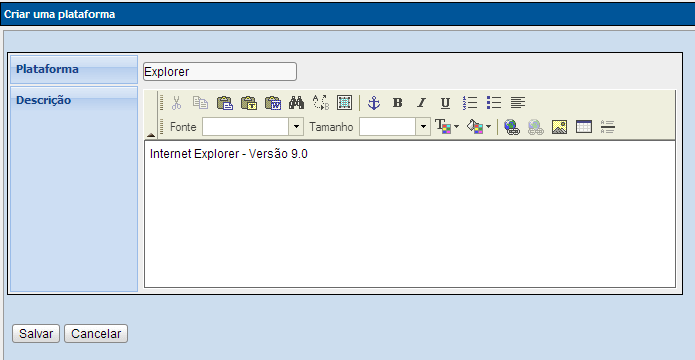 Criar uma plataforma
Plataforma
Explorer
Descrição
B I U
Fonte Tamanho
Internet Explorer - Versão 9.0
Salvar Cancelar